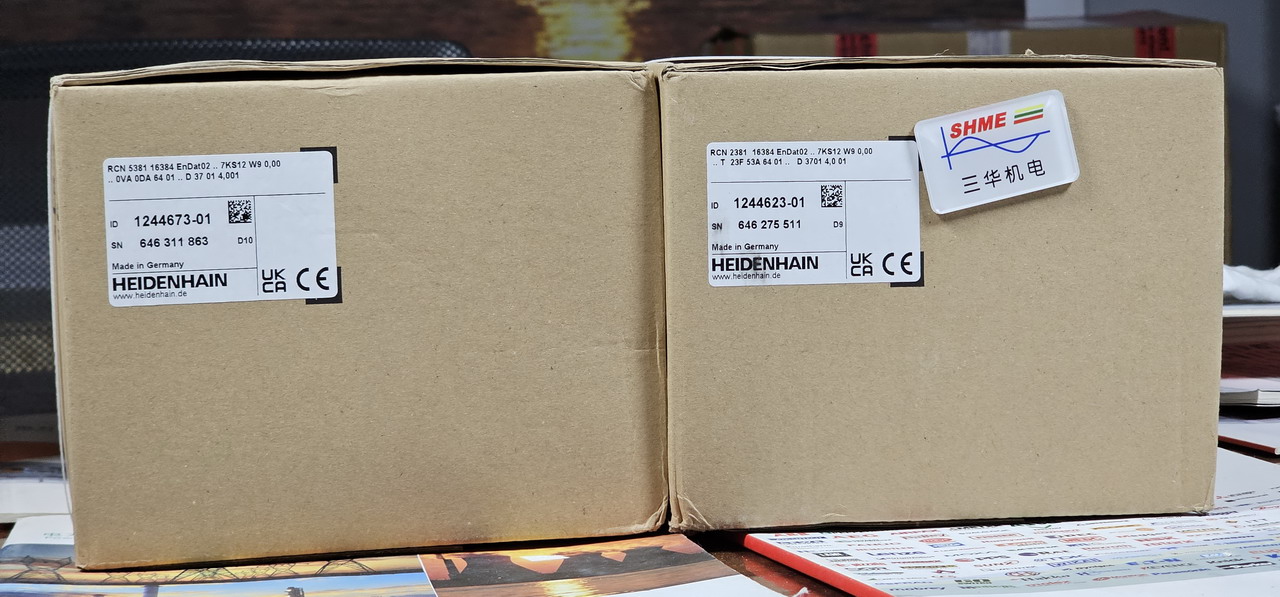 RCN 5381 16384 EnDat02 .. 7KS12 W9 0,00
.. 0VA 0DA 64 01 .. D 37 01 4,001
ID 1244673-01
SN 646 311 863 D10
Made in Germany
HEIDENHAIN
www.heidenhain.de
UK
CA
CE
RCN 2381 16384 EnDat02 .. 7KS12 W9 0,00
.. T 23F 53A 64 01 .. D 3701 4,0 01
ID 1244623-01
SN 646 275 511 D9
Made in Germany
HEIDENHAIN
www.heidenhain.de
UK
CA
CE
SHME
三华机电